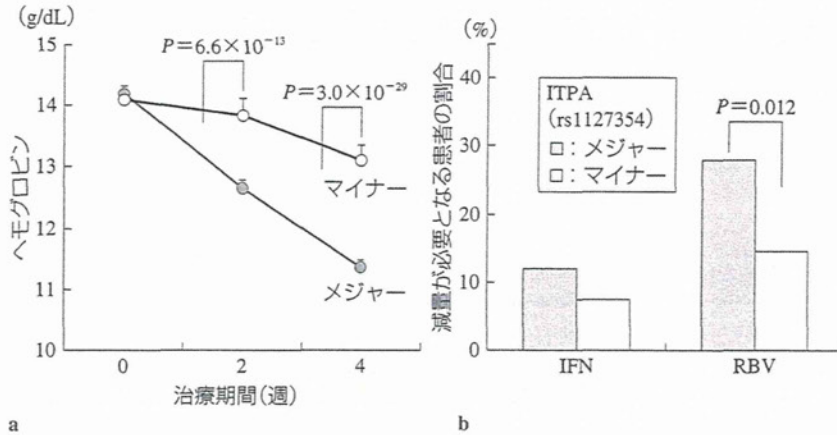 (g/dL)
15
14
13
12
11
10
ヘモグロビン
P=6.6×10⁻¹³
P=3.0×10⁻²⁹
マイナー
メジャー
0 2 4
治療期間(週)
a
(%)
40
30
20
10
0
減量が必要となる患者の割合
ITPA
(rs1127354)
□:メジャー
□:マイナー
P=0.012
IFN RBV
b